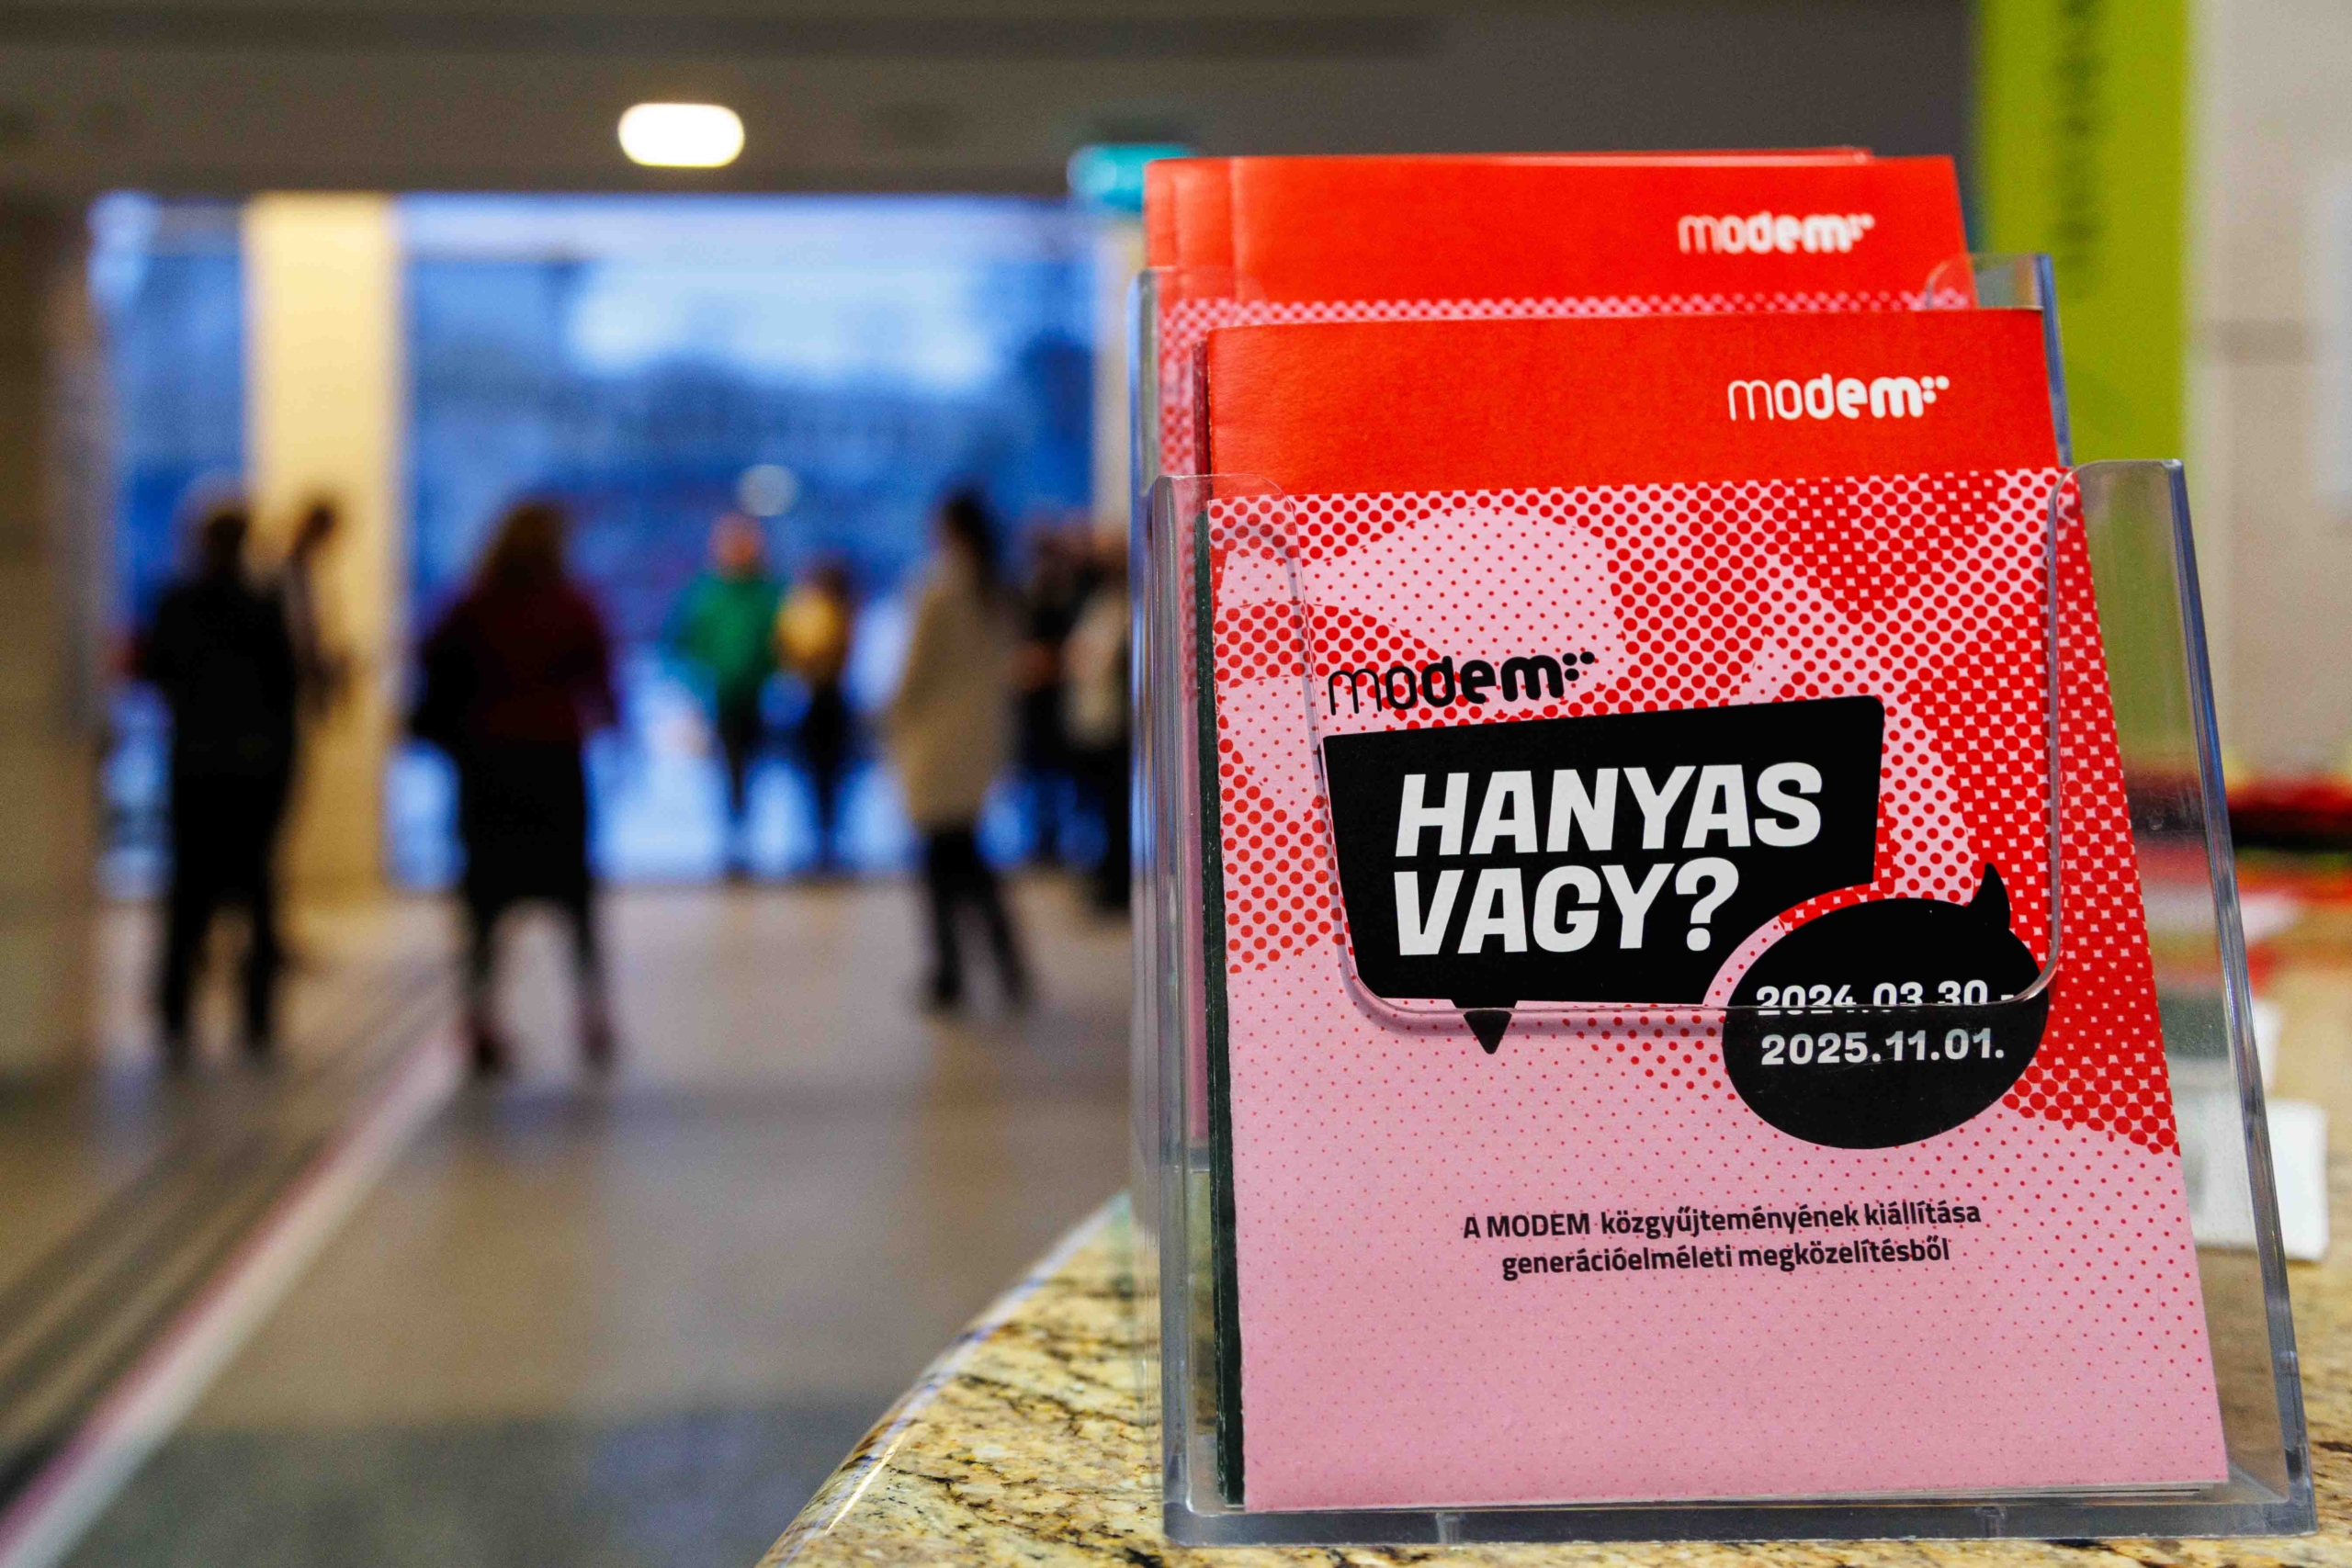 modem
modem
modem
HANYAS
VAGY?
2024.03.30.-
2025.11.01.
A MODEM közgyűjteményének kiállítása
generációelméleti megközelítésből